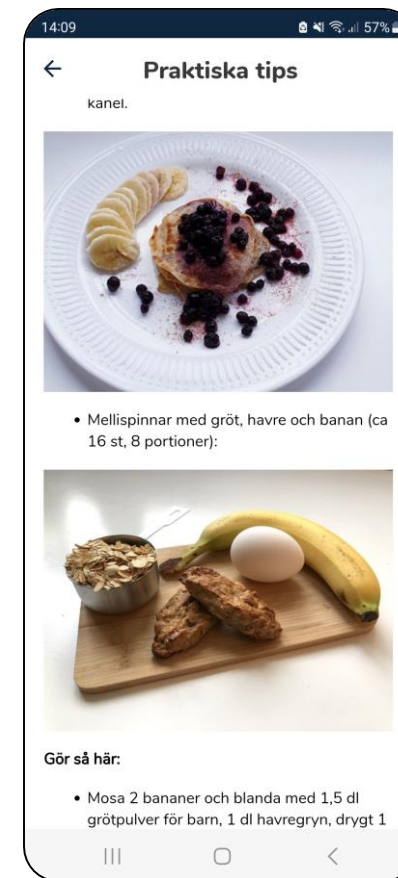 14:09 57%
Praktiska tips
kanel.
• Mellispinnar med gröt, havre och banan (ca
16 st, 8 portioner):
Gör så här:
• Mosa 2 bananer och blanda med 1,5 dl
grötpulver för barn, 1 dl havregryn, drygt 1